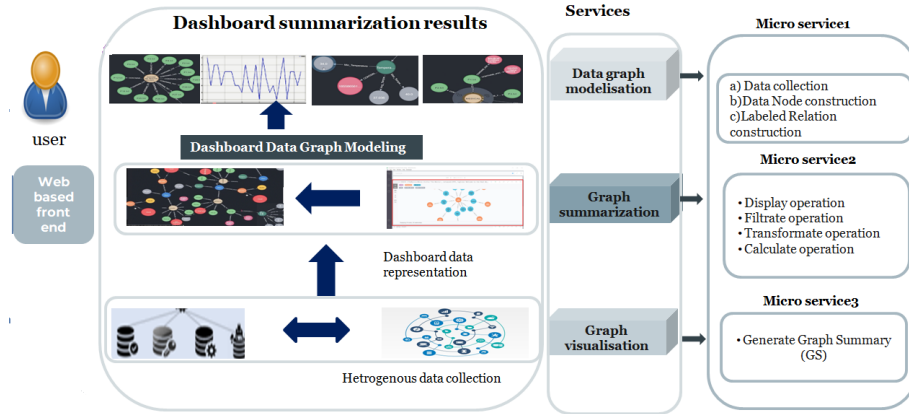 Dashboard summarization results
Services
Micro service1
user
Data graph
modelisation
a) Data collection
b)Data Node construction
c)Labeled Relation
construction
Dashboard Data Graph Modeling
Web
based
front
end
Micro service2
Graph
summarization
• Display operation
• Filtrate operation
• Transformate operation
• Calculate operation
Dashboard data
representation
Micro service3
Graph
visualisation
• Generate Graph Summary
(GS)
Hetrogenous data collection